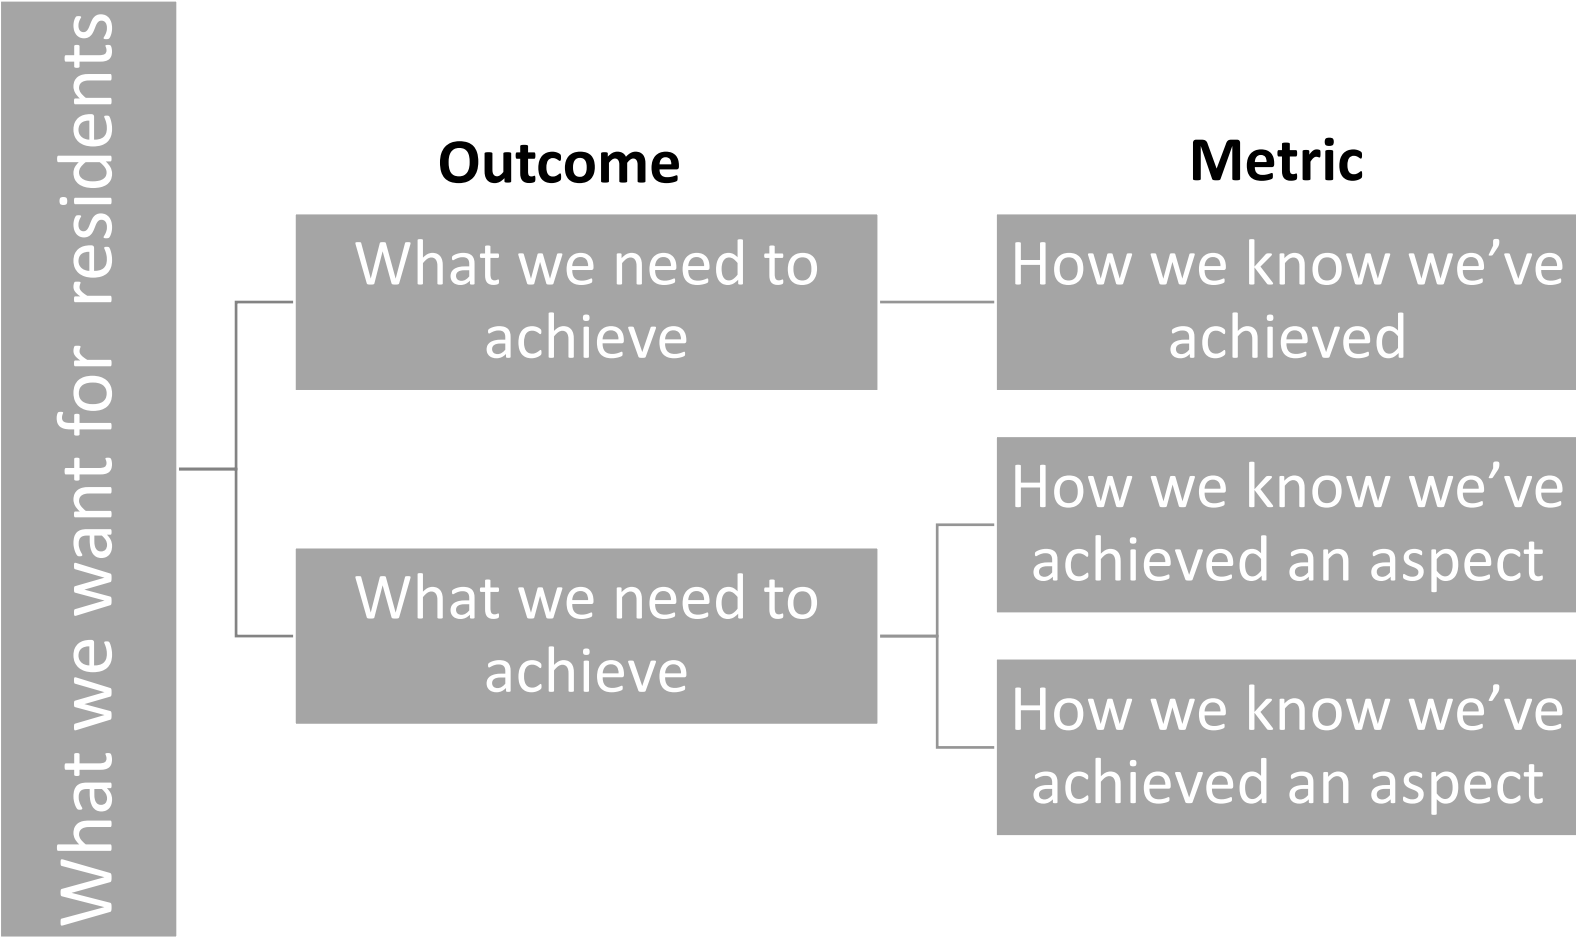 What we want for residents
Outcome
Metric
What we need to
achieve
How we know we’ve
achieved
What we need to
achieve
How we know we’ve
achieved an aspect
How we know we’ve
achieved an aspect